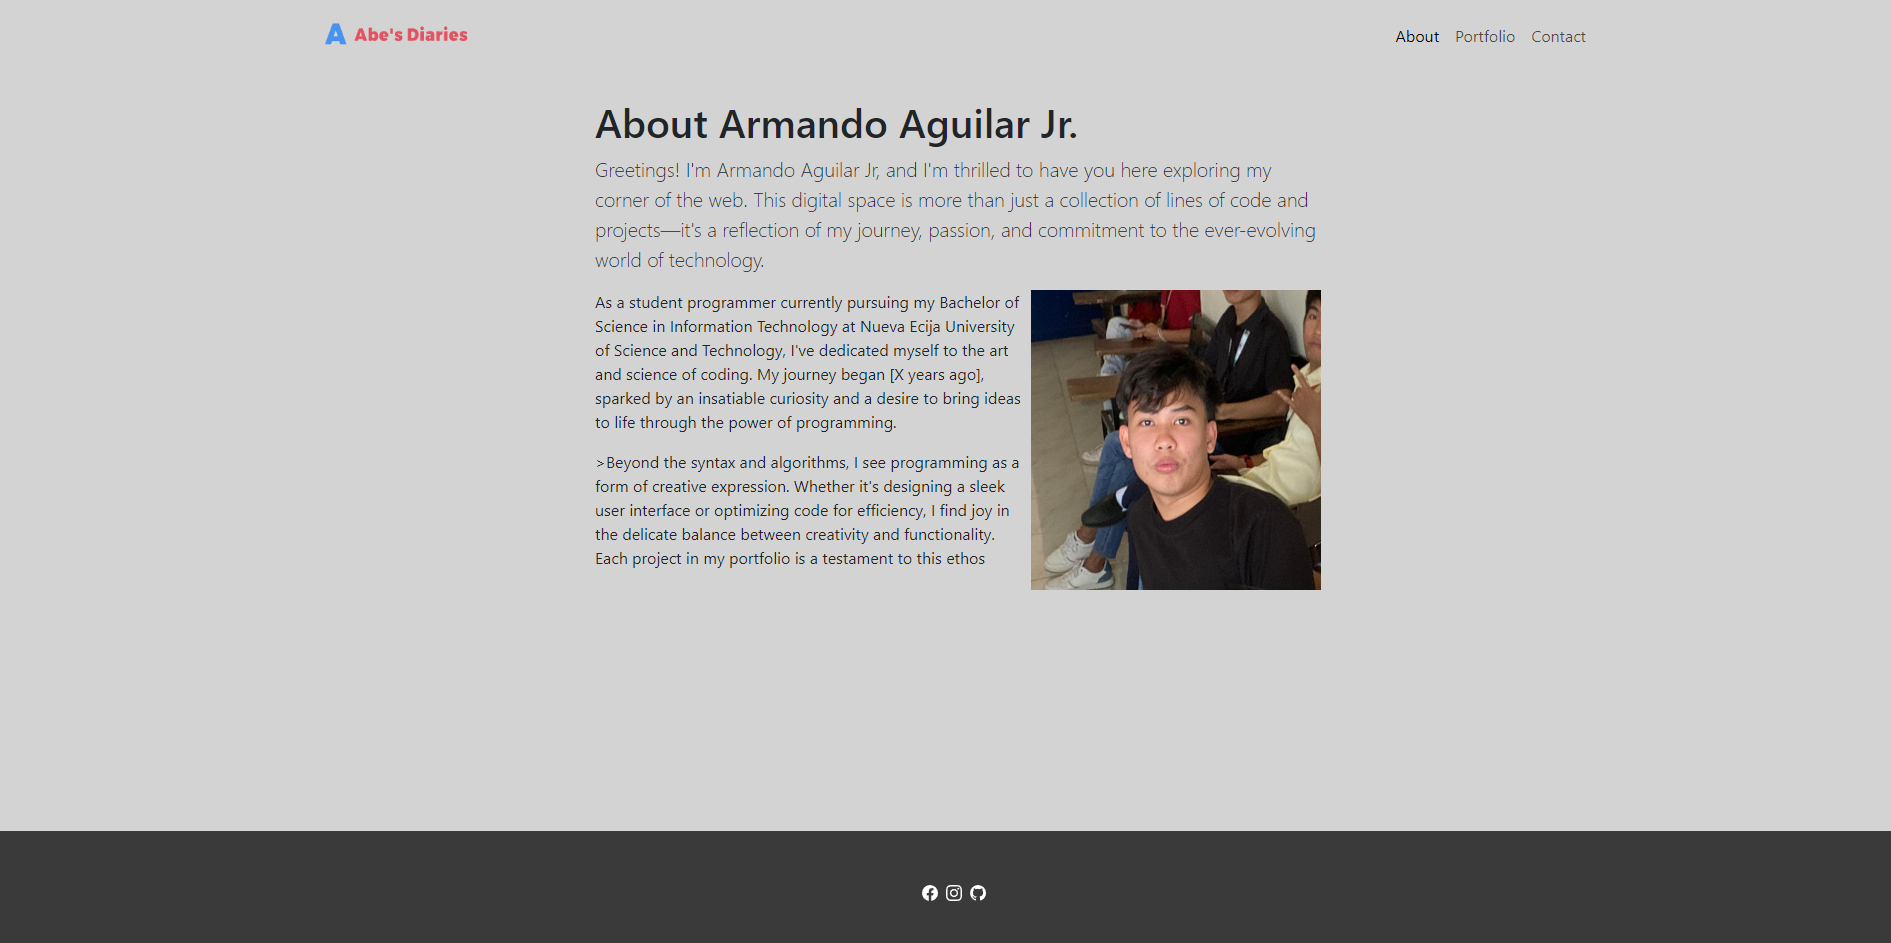 A Abe's Diaries
About Portfolio Contact
About Armando Aguilar Jr.
Greetings! I'm Armando Aguilar Jr, and I'm thrilled to have you here exploring my
corner of the web. This digital space is more than just a collection of lines of code and
projects—it's a reflection of my journey, passion, and commitment to the ever-evolving
world of technology.
As a student programmer currently pursuing my Bachelor of
Science in Information Technology at Nueva Ecija University
of Science and Technology, I've dedicated myself to the art
and science of coding. My journey began [X years ago],
sparked by an insatiable curiosity and a desire to bring ideas
to life through the power of programming.
>Beyond the syntax and algorithms, I see programming as a
form of creative expression. Whether it's designing a sleek
user interface or optimizing code for efficiency, I find joy in
the delicate balance between creativity and functionality.
Each project in my portfolio is a testament to this ethos